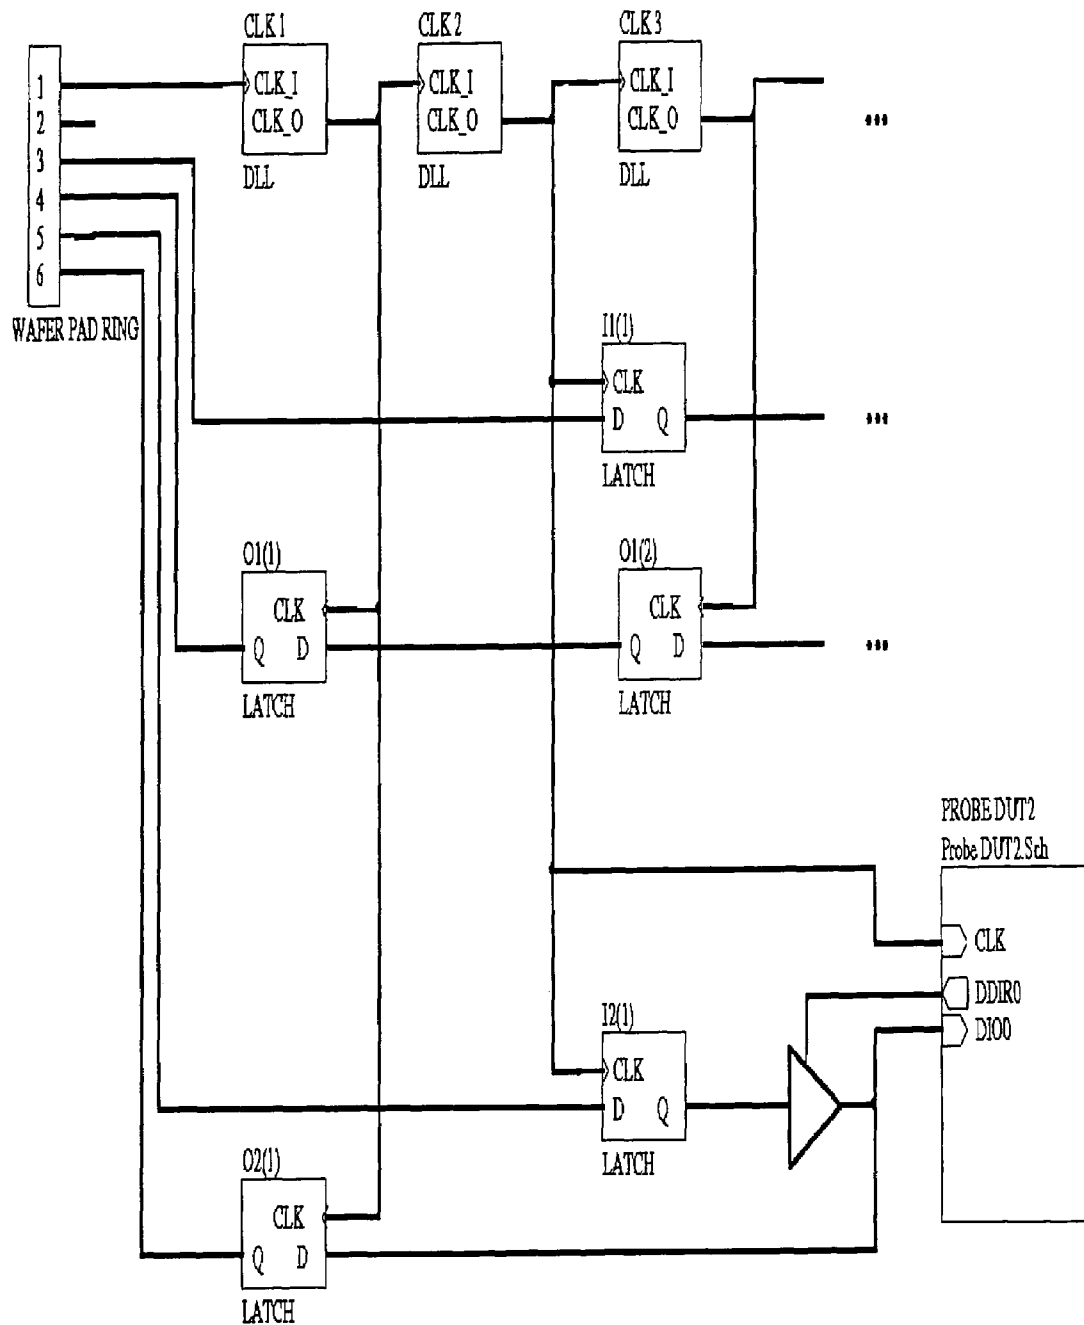 CLK1
CLK2
CLK3
1
2
3
4
5
6
CLK_I
CLK_O
CLK_I
CLK_O
CLK_I
CLK_O
•••
DLL
DLL
DLL
WAFER PAD RING
I1(1)
CLK
D Q
•••
LATCH
O1(1)
O1(2)
CLK
Q D
CLK
Q D
•••
LATCH
LATCH
PROBE DUT2
Probe DUT2.Sch
CLK
DDIR0
DIO0
I2(1)
CLK
D Q
LATCH
O2(1)
CLK
Q D
LATCH